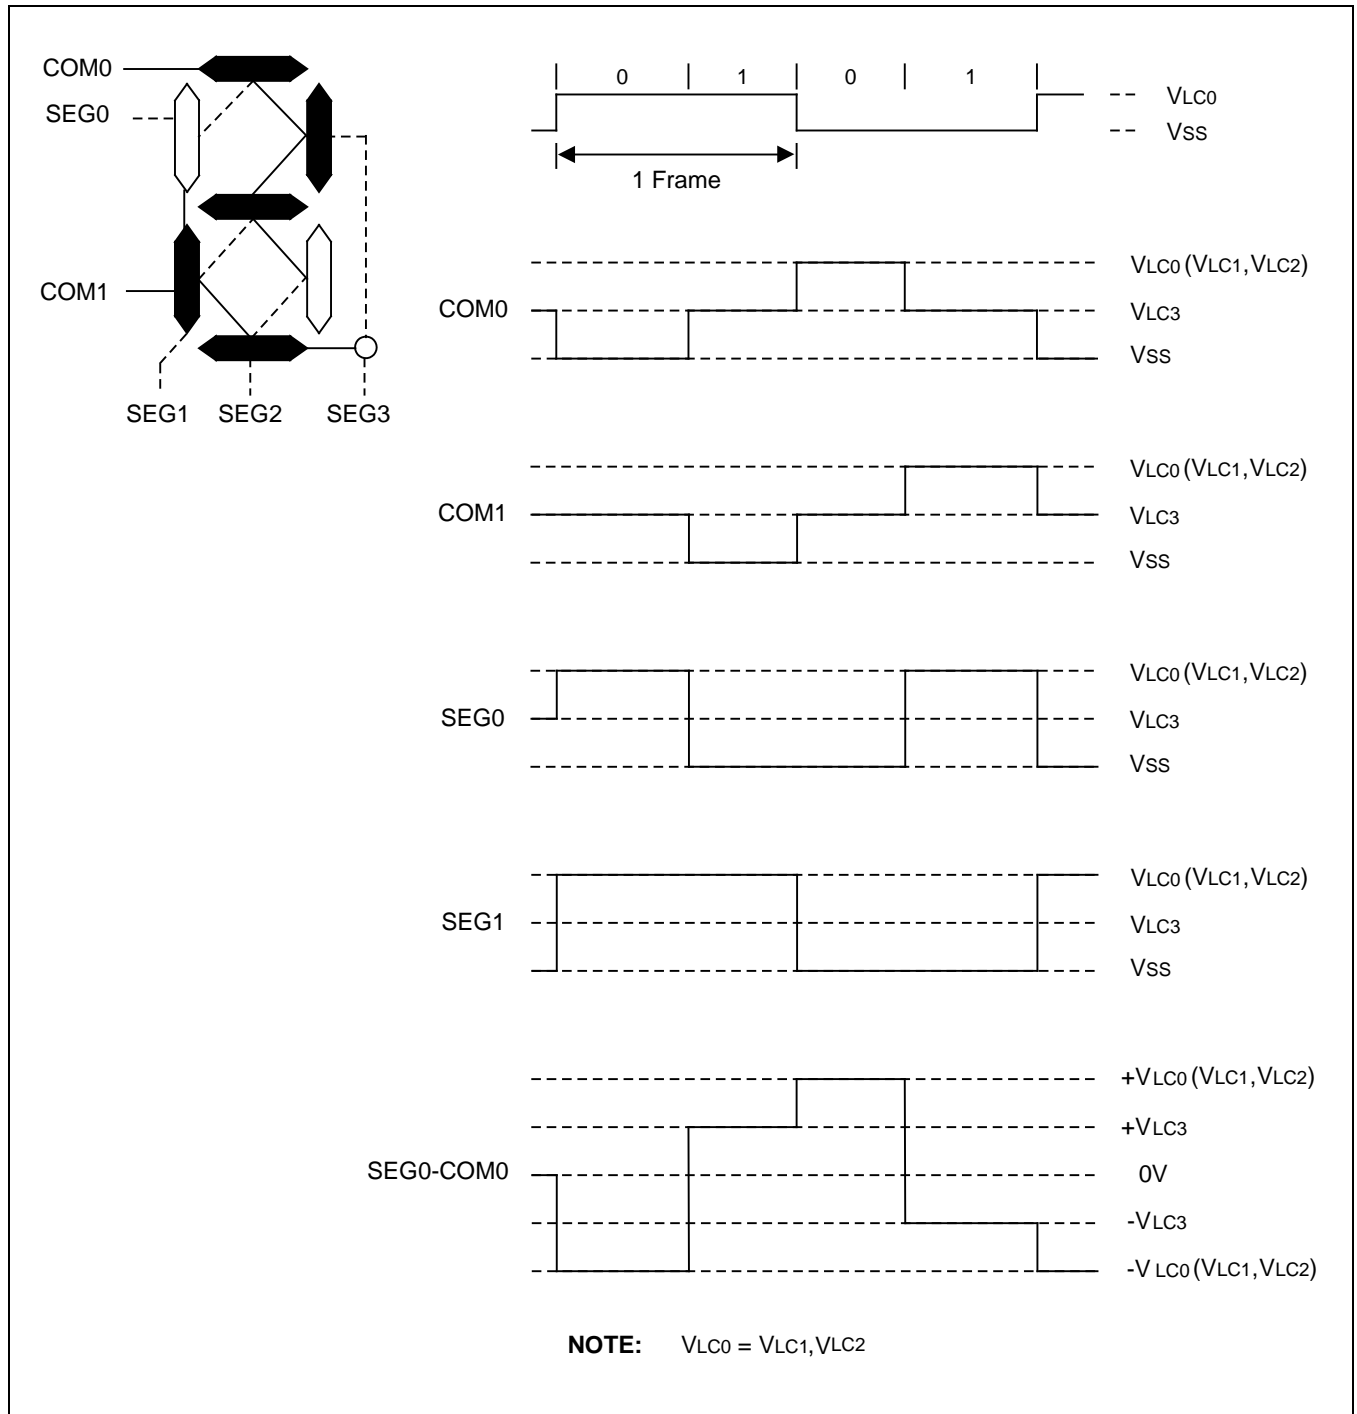 COM0
SEG0
COM1
SEG1 SEG2 SEG3
0 1 0 1
VLC0
VSS
1 Frame
COM0
VLC0 (VLC1,VLC2)
VLC3
VSS
COM1
VLC0 (VLC1,VLC2)
VLC3
VSS
SEG0
VLC0 (VLC1,VLC2)
VLC3
VSS
SEG1
VLC0 (VLC1,VLC2)
VLC3
VSS
SEG0-COM0
+VLC0 (VLC1,VLC2)
+VLC3
0V
-VLC3
-VLC0 (VLC1,VLC2)
NOTE: VLC0 = VLC1,VLC2